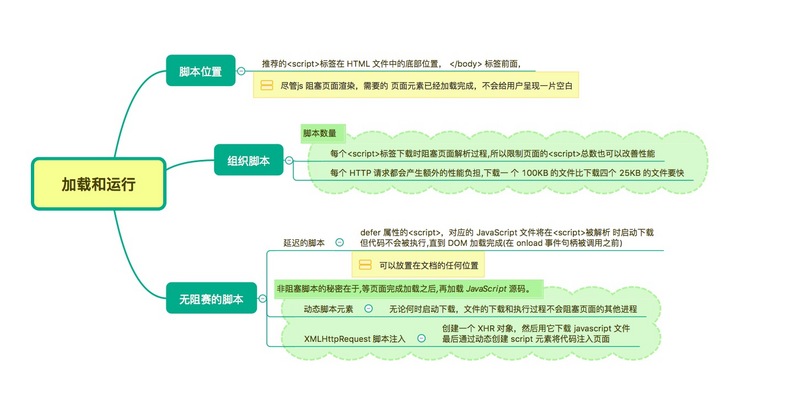 加载和运行
脚本位置
推荐的<script>标签在 HTML 文件中的底部位置， </body> 标签前面,
尽管js 阻塞页面渲染，需要的 页面元素已经加载完成，不会给用户呈现一片空白
组织脚本
脚本数量
每个<script>标签下载时阻塞页面解析过程,所以限制页面的<script>总数也可以改善性能
每个 HTTP 请求都会产生额外的性能负担,下载一 个 100KB 的文件比下载四个 25KB 的文件要快
无阻赛的脚本
延迟的脚本
defer 属性的<script>，对应的 JavaScript 文件将在<script>被解析 时启动下载
但代码不会被执行,直到 DOM 加载完成(在 onload 事件句柄被调用之前)
可以放置在文档的任何位置
非阻塞脚本的秘密在于,等页面完成加载之后,再加载 JavaScript 源码。
动态脚本元素
无论何时启动下载，文件的下载和执行过程不会阻塞页面的其他进程
XMLHttpRequest 脚本注入
创建一个 XHR 对象，然后用它下载 javascript 文件
最后通过动态创建 script 元素将代码注入页面